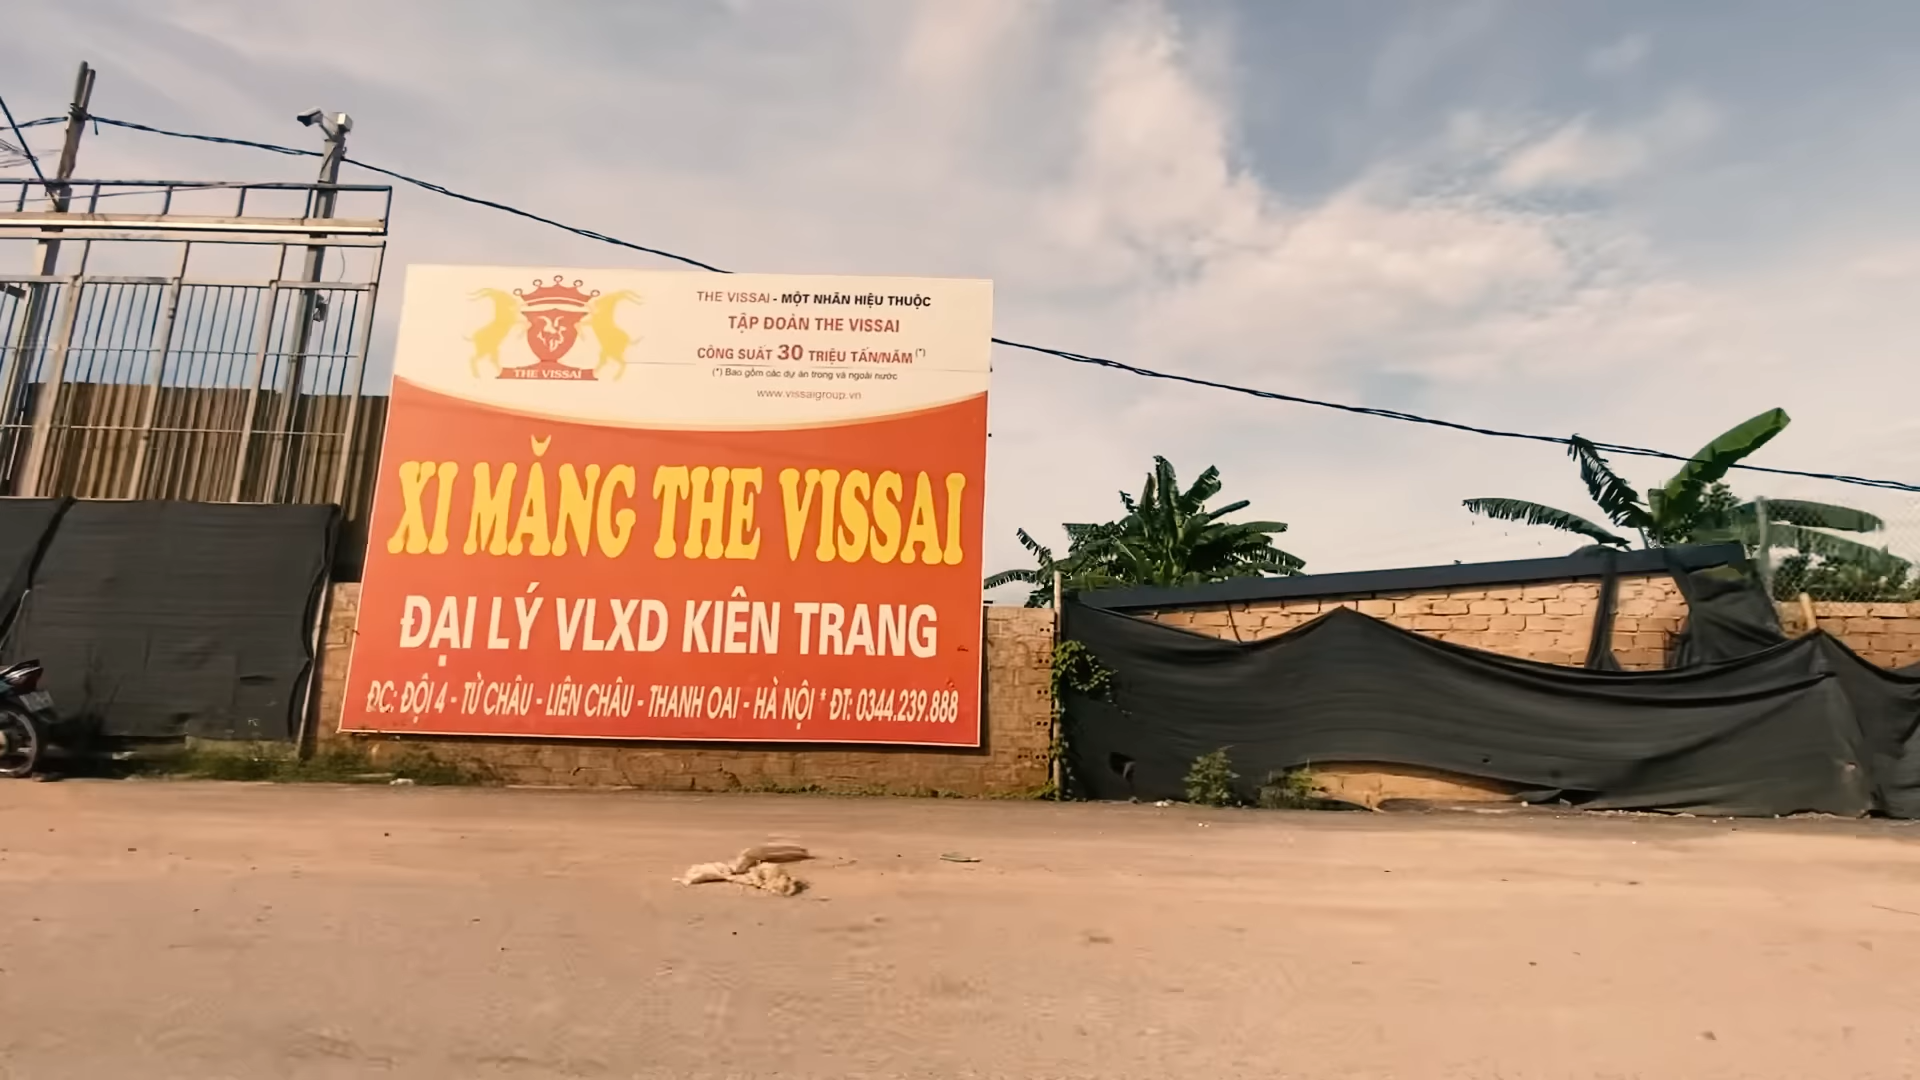 THE VISSAI
THE VISSAI - MỘT NHÃN HIỆU THUỘC
TẬP ĐOÀN THE VISSAI
CÔNG SUẤT 30 TRIỆU TẤN/NĂM (*)
(*) Bao gồm các dự án trong và ngoài nước
www.vissaigroup.vn
XI MĂNG THE VISSAI
ĐẠI LÝ VLXD KIÊN TRANG
ĐC: ĐỘI 4 - TỪ CHÂU - LIÊN CHÂU - THANH OAI - HÀ NỘI * ĐT: 0344.239.888